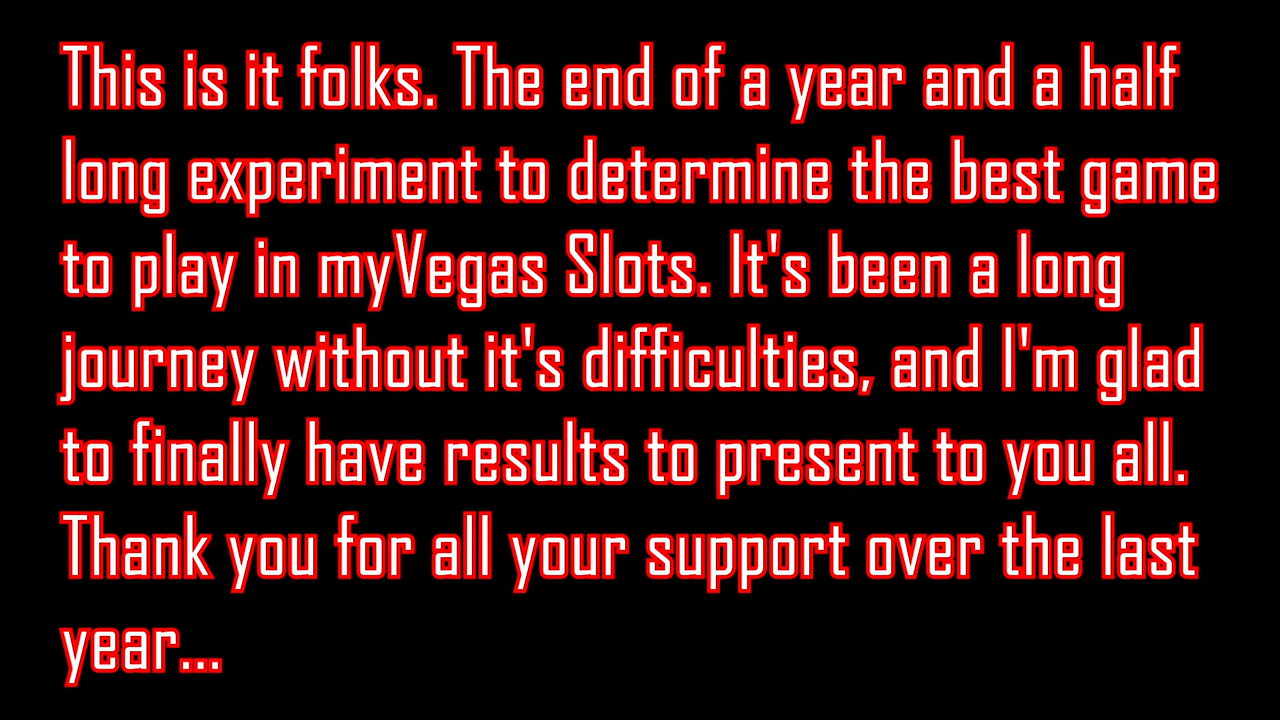 This is it folks. The end of a year and a half
long experiment to determine the best game
to play in myVegas Slots. It's been a long
journey without it's difficulties, and I'm glad
to finally have results to present to you all.
Thank you for all your support over the last
year...